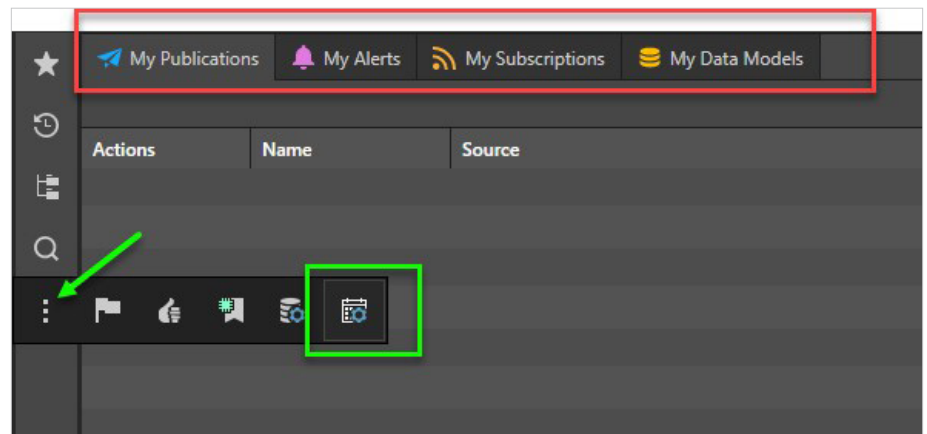 My Publications My Alerts My Subscriptions My Data Models
Actions Name Source